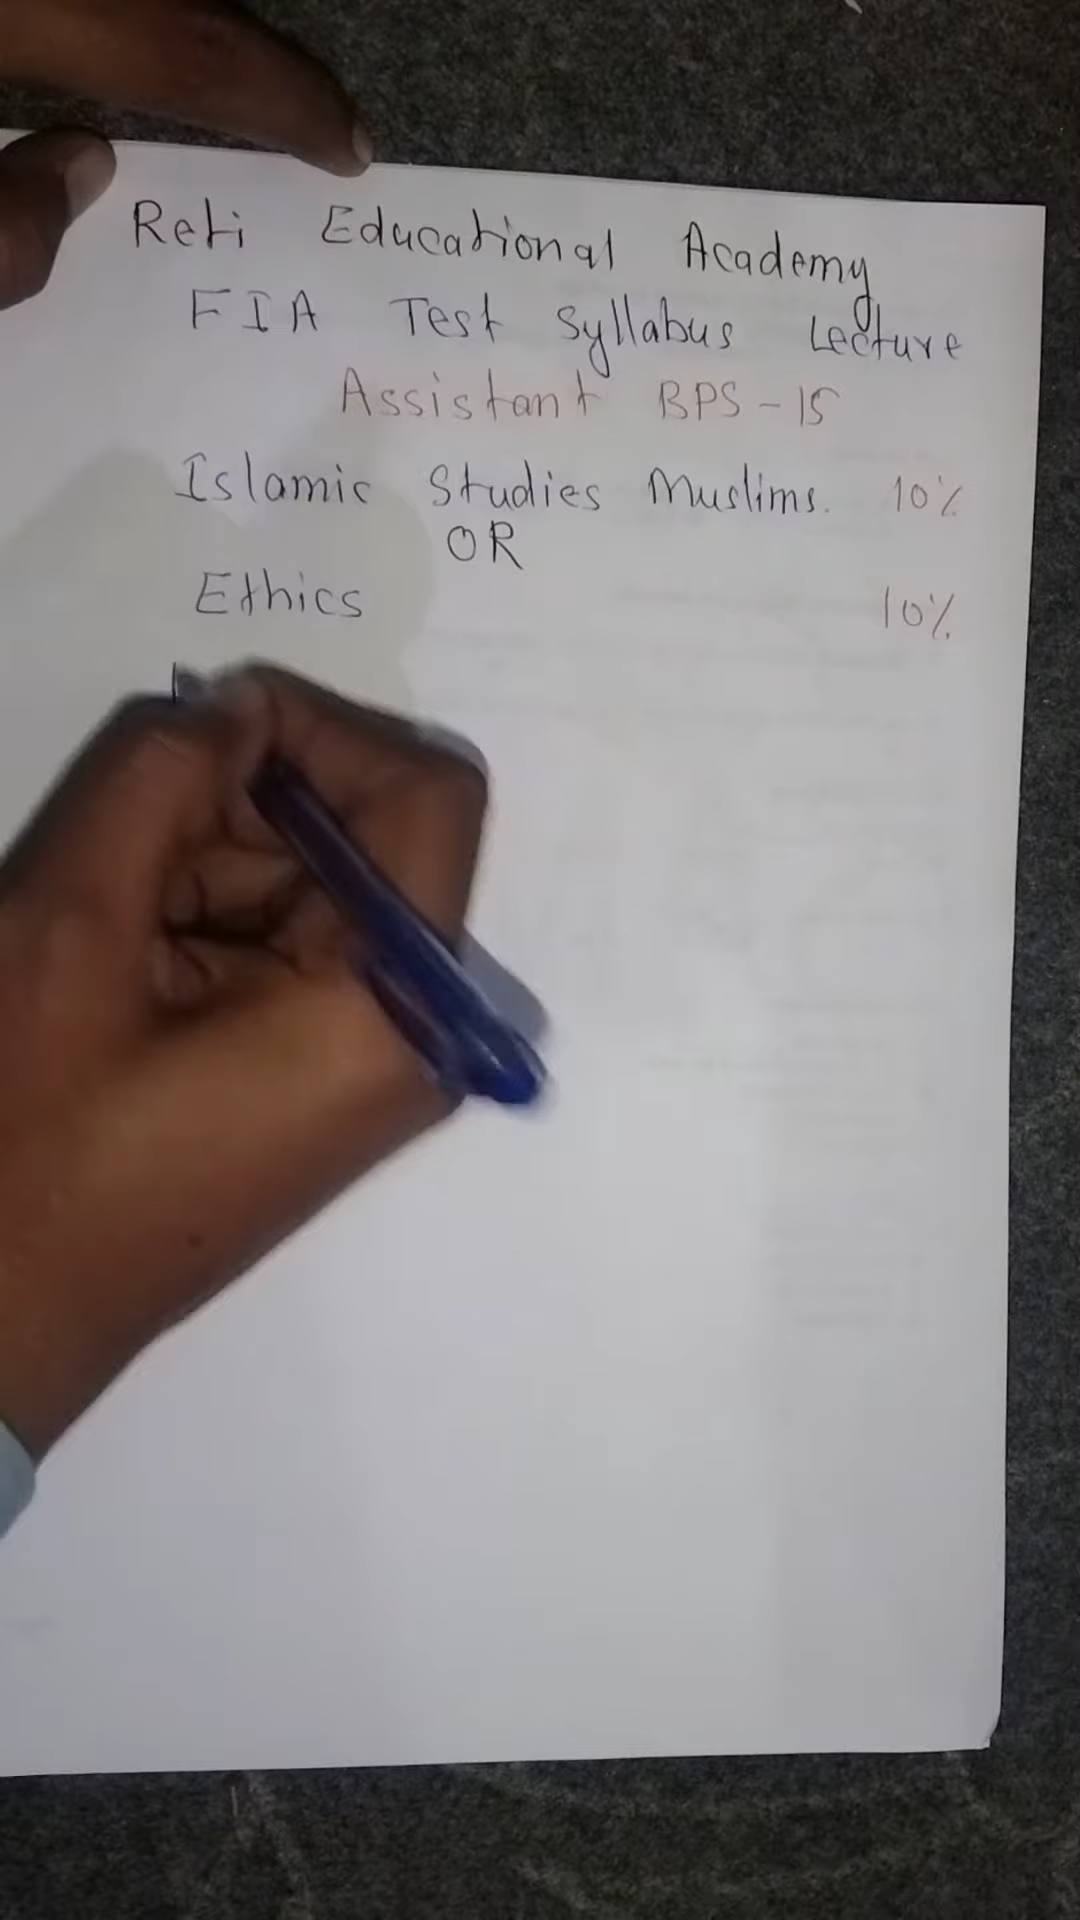 Reti Educational Academy
FIA Test Syllabus Lecture
Assistant BPS-15
Islamic Studies Muslims. 10%
OR
Ethics 10%